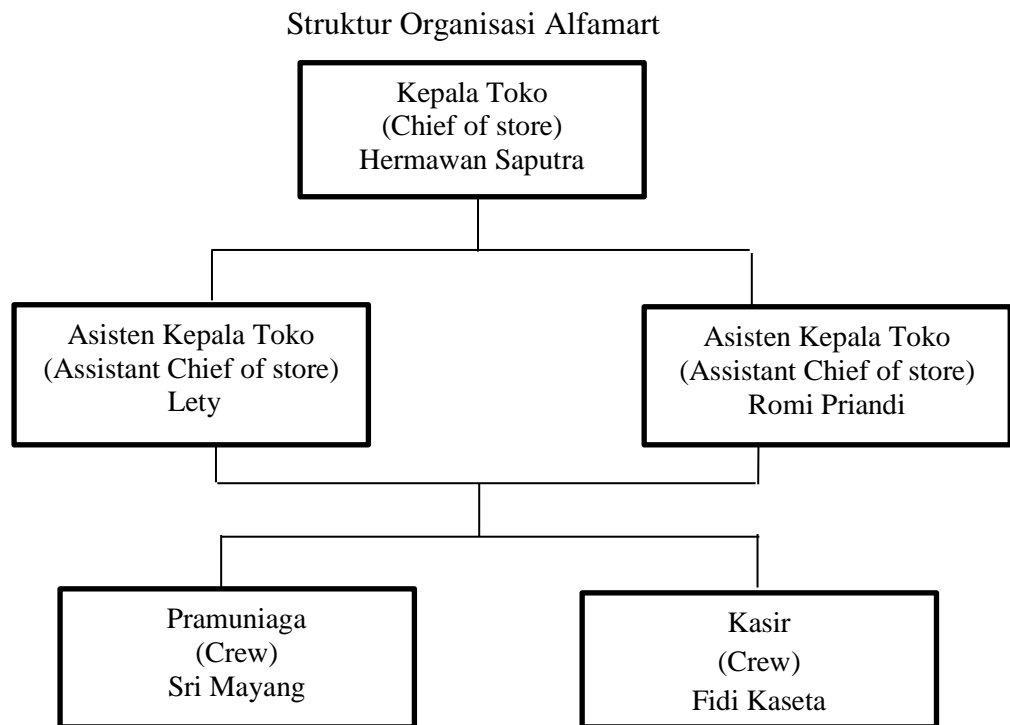 Struktur Organisasi Alfamart
Kepala Toko
(Chief of store)
Hermawan Saputra
Asisten Kepala Toko
(Assistant Chief of store)
Lety
Asisten Kepala Toko
(Assistant Chief of store)
Romi Priandi
Pramuniaga
(Crew)
Sri Mayang
Kasir
(Crew)
Fidi Kaseta